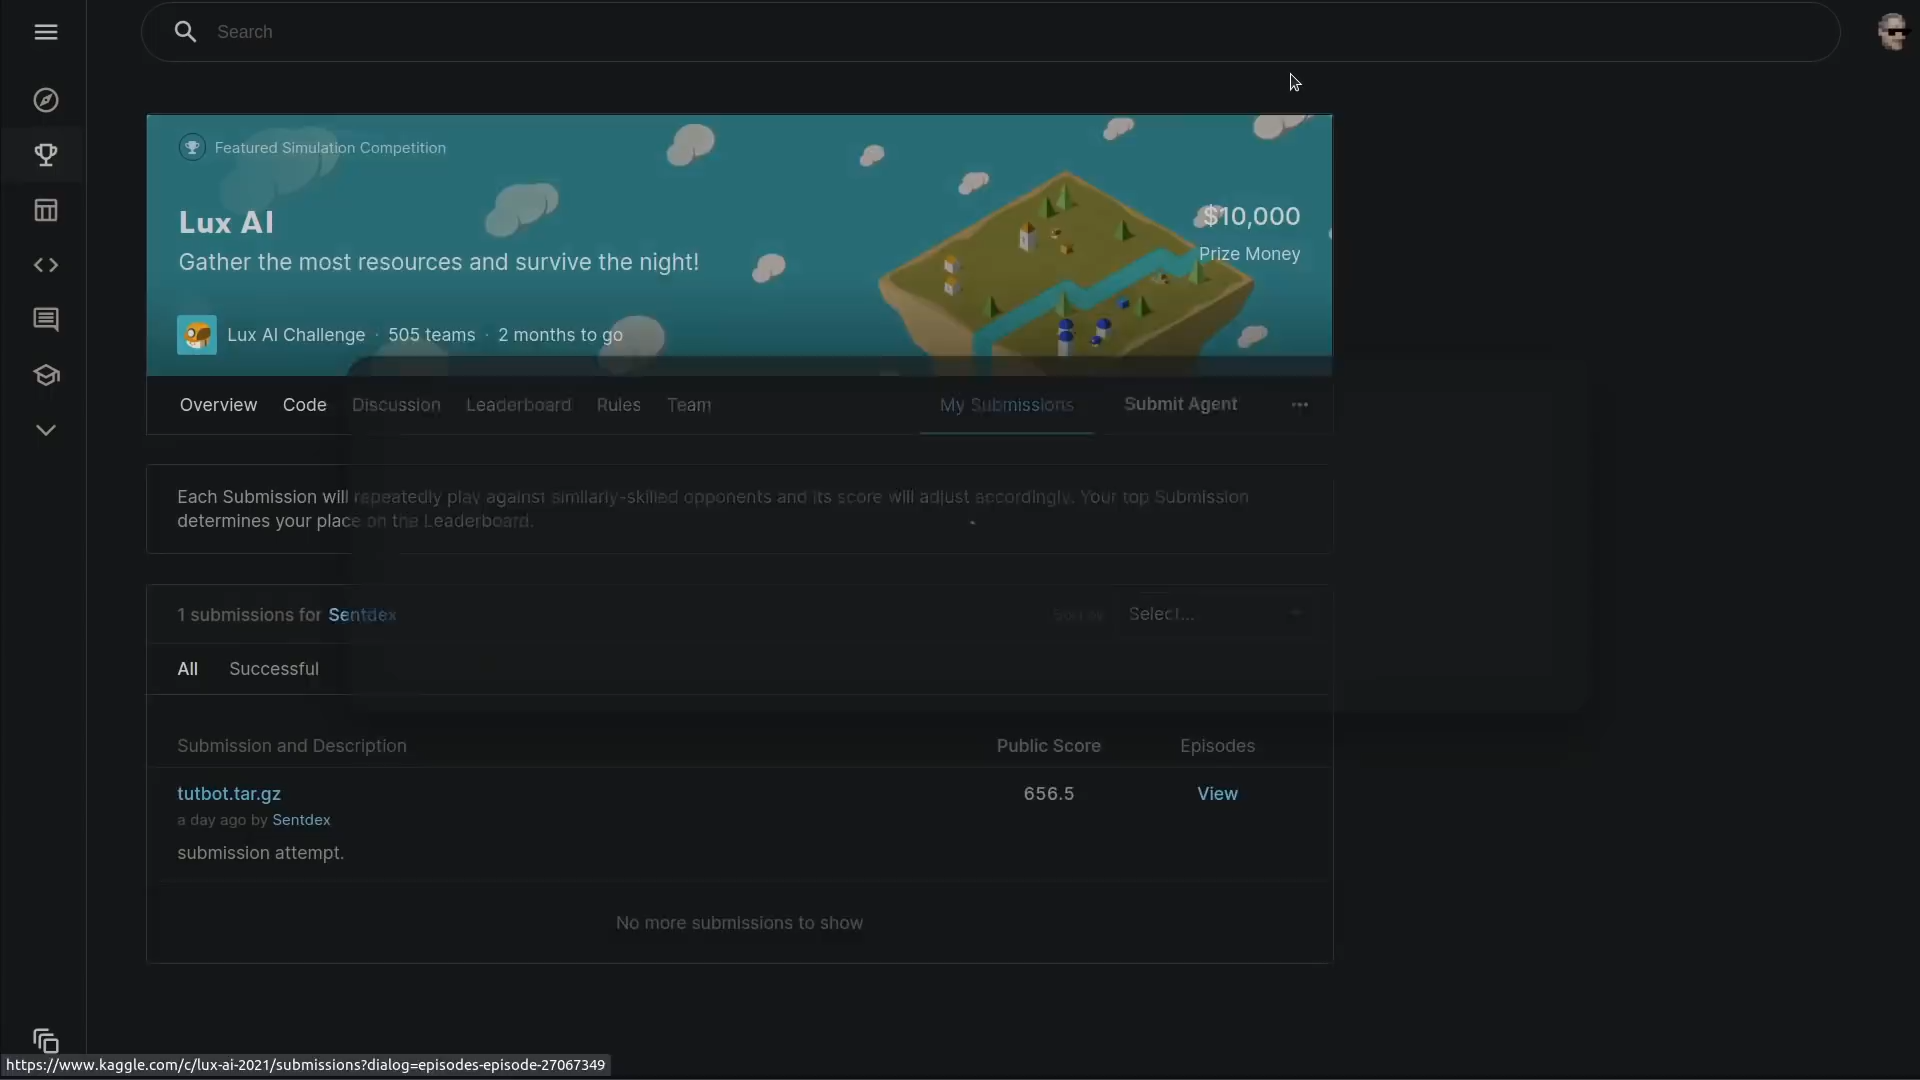 Search
Featured Simulation Competition
Lux AI
Gather the most resources and survive the night!
$10,000
Prize Money
Lux AI Challenge · 505 teams · 2 months to go
Overview Code Discussion Leaderboard Rules Team My Submissions Submit Agent
Each Submission will repeatedly play against similarly-skilled opponents and its score will adjust accordingly. Your top Submission
determines your place on the Leaderboard.
1 submissions for Sentdex Sort by Select...
All Successful
Submission and Description Public Score Episodes
tutbot.tar.gz 656.5 View
a day ago by Sentdex
submission attempt.
No more submissions to show
https://www.kaggle.com/c/lux-ai-2021/submissions?dialog=episodes-episode-27067349